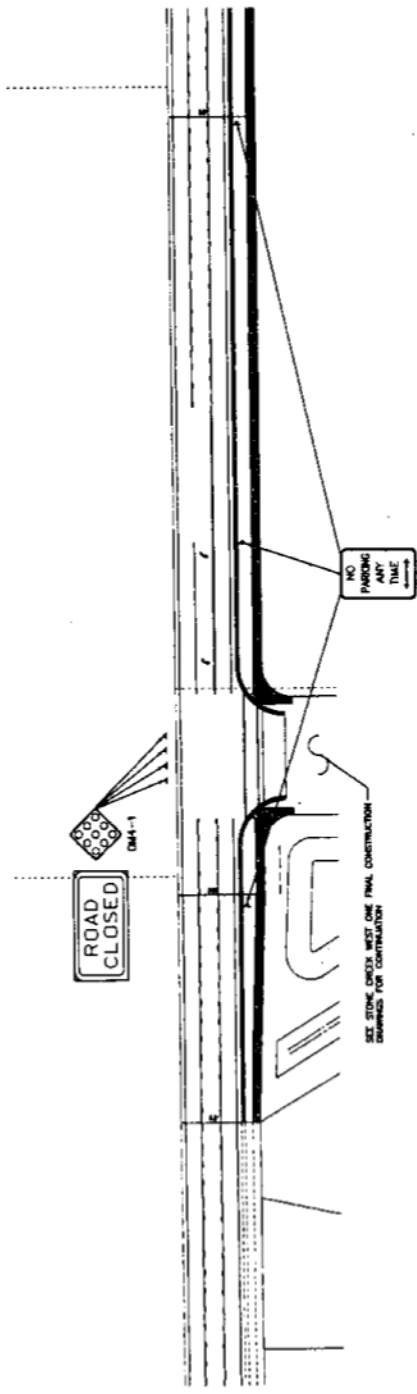 ROAD
CLOSED
OM4-1
NO
PARKING
ANY
TIME
SEE STONE CREEK WEST ONE FINAL CONSTRUCTION
DRAWINGS FOR CONTINUATION